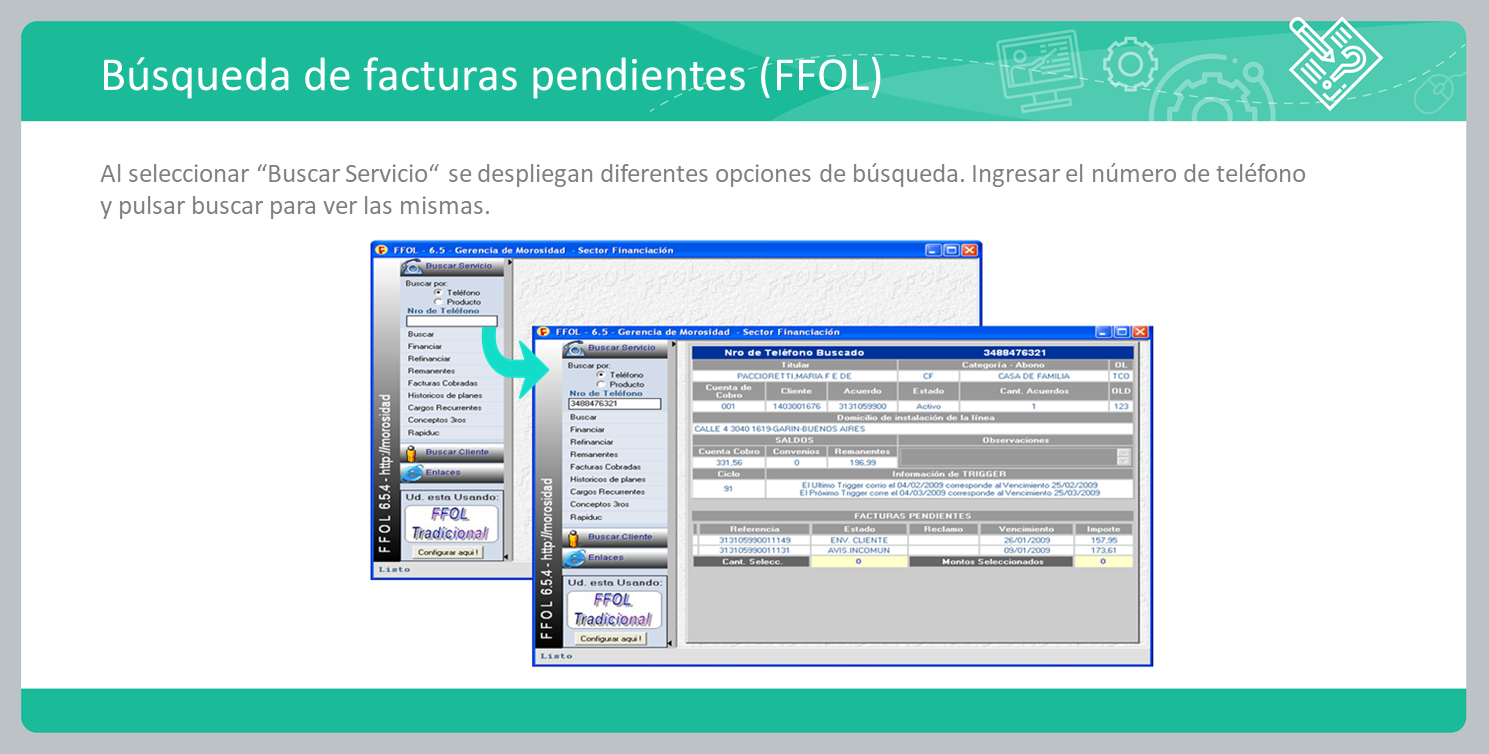 Búsqueda de facturas pendientes (FFOL)
Al seleccionar “Buscar Servicio“ se despliegan diferentes opciones de búsqueda. Ingresar el número de teléfono
y pulsar buscar para ver las mismas.
FFOL - 6.5 - Gerencia de Morosidad - Sector Financiación
Buscar Servicio
Buscar por:
Teléfono
Producto
Nro de Teléfono
Buscar
Financiar
Refinanciar
Remanentes
Facturas Cobradas
Historicos de planes
Cargos Recurrentes
Conceptos 3ros
Rapiduc
Buscar Cliente
Enlaces
Ud. esta Usando:
FFOL
Tradicional
Configurar aqui !
FFOL 6.5.4 - http://morosidad
Listo
FFOL - 6.5 - Gerencia de Morosidad - Sector Financiación
Buscar Servicio
Buscar por:
Teléfono
Producto
Nro de Teléfono
3488476321
Buscar
Financiar
Refinanciar
Remanentes
Facturas Cobradas
Historicos de planes
Cargos Recurrentes
Conceptos 3ros
Rapiduc
Buscar Cliente
Enlaces
Ud. esta Usando:
FFOL
Tradicional
Configurar aqui !
FFOL 6.5.4 - http://morosidad
Listo
Nro de Teléfono Buscado 3488476321
Titular Categoría - Abono OL
PACCIORETTI,MARIA F E DE CF CASA DE FAMILIA TCO
Cuenta de Cobro Cliente Acuerdo Estado Cant. Acuerdos OLD
001 1403001676 3131059900 Activo 1 123
Domicilio de instalación de la línea
CALLE 4 3040 1619-GARIN-BUENOS AIRES
SALDOS Observaciones
Cuenta Cobro Convenios Remanentes
331,56 0 196,99
Ciclo Información de TRIGGER
91 El Ultimo Trigger corrio el 04/02/2009 corresponde al Vencimiento 25/02/2009
El Próximo Trigger corre el 04/03/2009 corresponde al Vencimiento 25/03/2009
FACTURAS PENDIENTES
Referencia Estado Reclamo Vencimiento Importe
313105990011149 ENV. CLIENTE 26/01/2009 157,95
313105990011131 AVIS.INCOMUN 09/01/2009 173,61
Cant. Selecc. 0 Montos Seleccionados 0